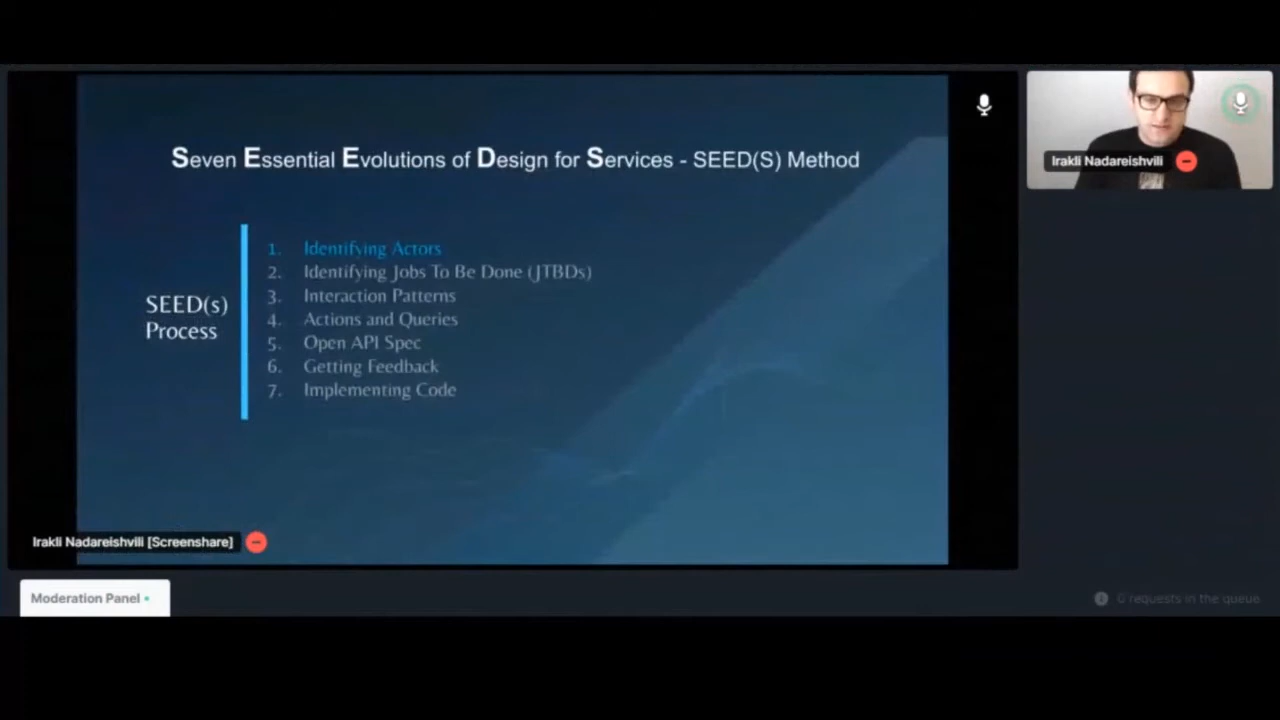 Seven Essential Evolutions of Design for Services - SEED(S) Method
SEED(s)
Process
1. Identifying Actors
2. Identifying Jobs To Be Done (JTBDs)
3. Interaction Patterns
4. Actions and Queries
5. Open API Spec
6. Getting Feedback
7. Implementing Code
Irakli Nadareishvili
Irakli Nadareishvili [Screenshare]
Moderation Panel
0 requests in the queue